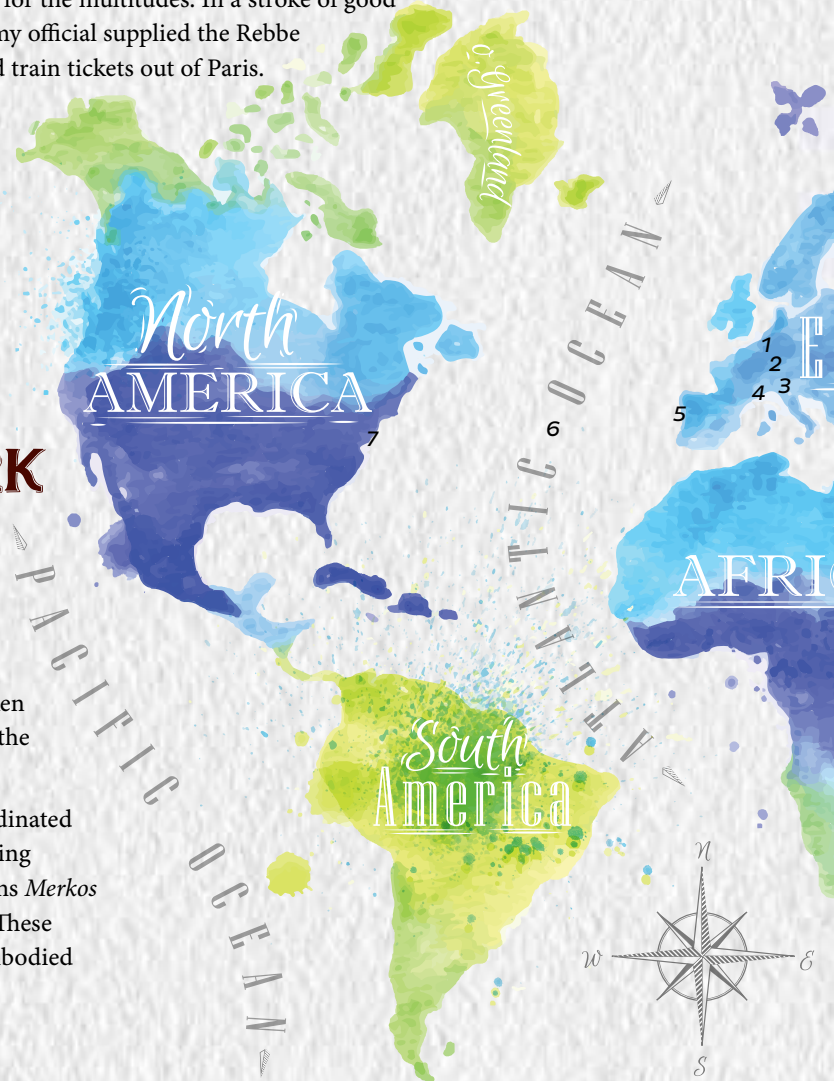 for the multitudes. In a stroke of good
my official supplied the Rebbe
d train tickets out of Paris.
o. Greenland
North
AMERICA
ATLANTIC OCEAN
E
1
2
3
4
5
6
7
RK
PACIFIC OCEAN
AFRIC
en
the
dinated
ing
ns Merkos
These
bodied
South
America
N
W
E
S